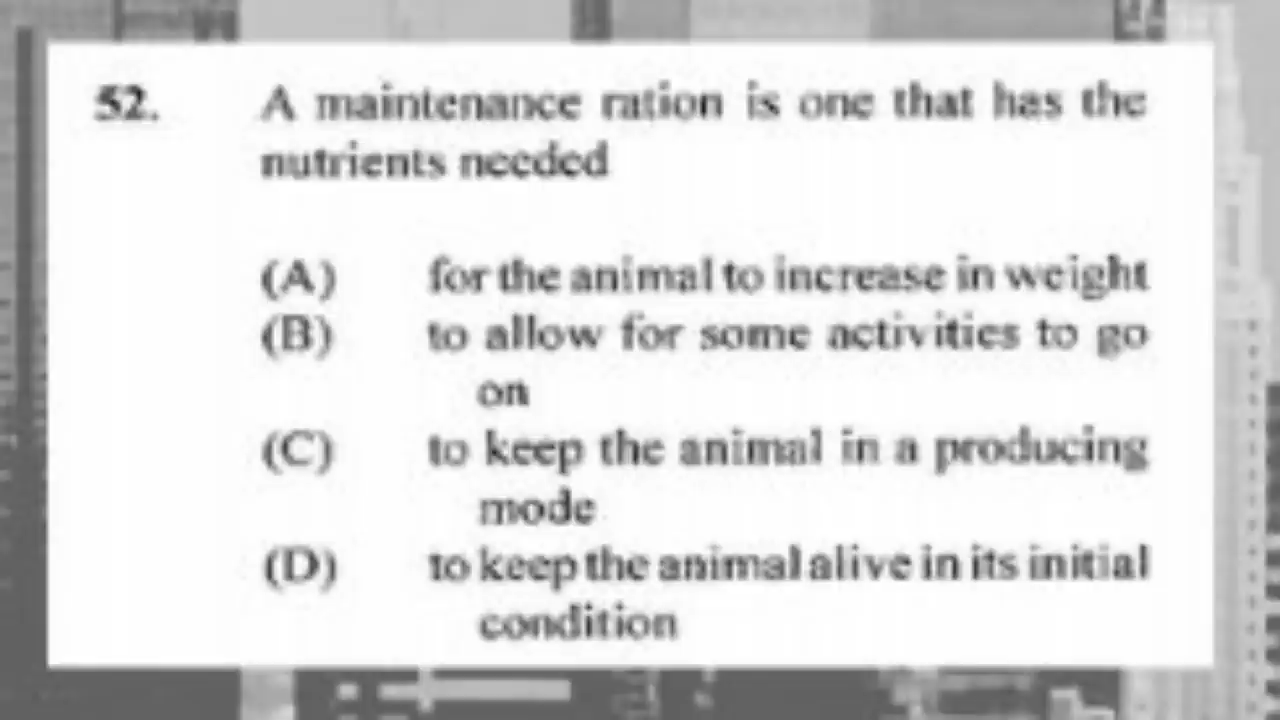 52. A maintenance ration is one that has the
nutrients needed
(A) for the animal to increase in weight
(B) to allow for some activities to go
on
(C) to keep the animal in a producing
mode
(D) to keep the animal alive in its initial
condition